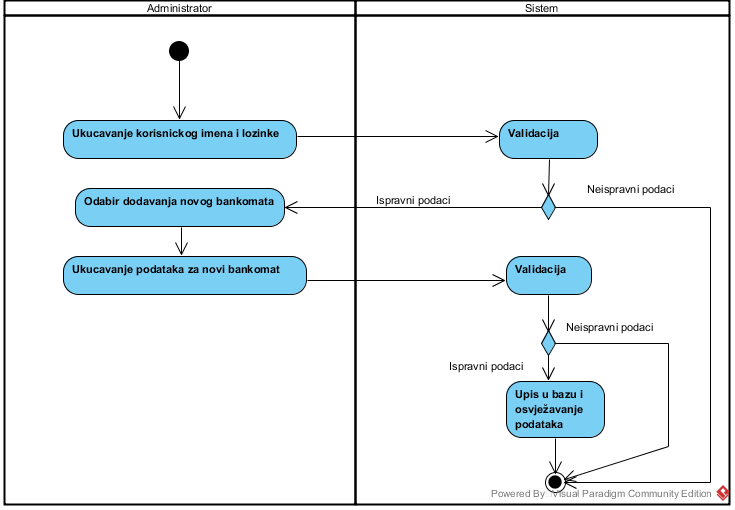 Administrator
Sistem
Ukucavanje korisnickog imena i lozinke
Validacija
Neispravni podaci
Ispravni podaci
Odabir dodavanja novog bankomata
Ukucavanje podataka za novi bankomat
Validacija
Neispravni podaci
Ispravni podaci
Upis u bazu i
osvježavanje
podataka
Powered By Visual Paradigm Community Edition